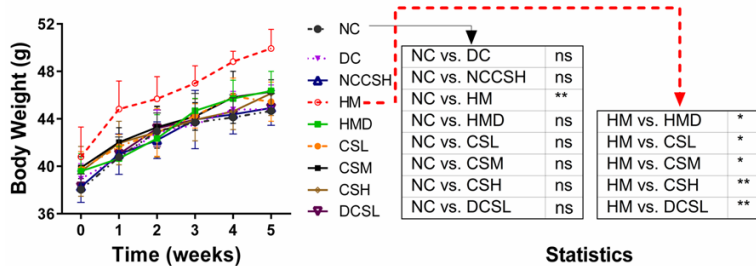 Body Weight (g)
52
48
44
40
36
0 1 2 3 4 5
Time (weeks)
NC
DC
NCCSH
HM
HMD
CSL
CSM
CSH
DCSL
NC vs. DC ns
NC vs. NCCSH ns
NC vs. HM **
NC vs. HMD ns
NC vs. CSL ns
NC vs. CSM ns
NC vs. CSH ns
NC vs. DCSL ns
HM vs. HMD *
HM vs. CSL *
HM vs. CSM *
HM vs. CSH **
HM vs. DCSL **
Statistics